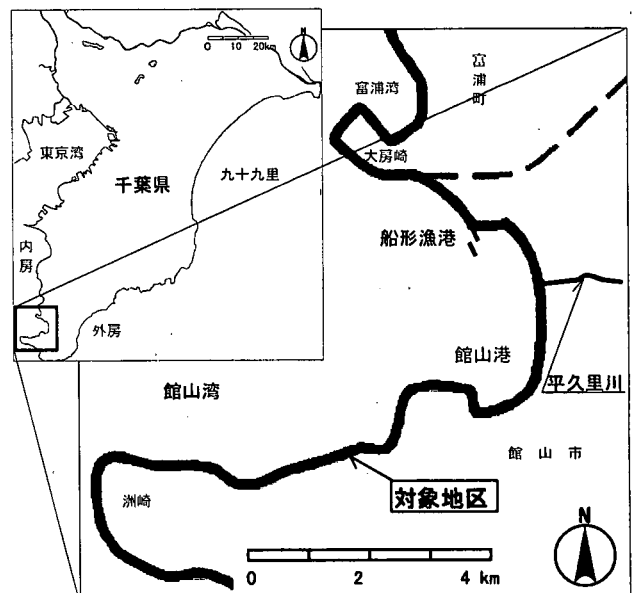 0 10 20km
N
東京湾
千葉県
九十九里
内房
外房
富浦湾
富浦町
大房崎
船形漁港
館山港
平久里川
館山湾
館山市
対象地区
洲崎
N
0 2 4 km